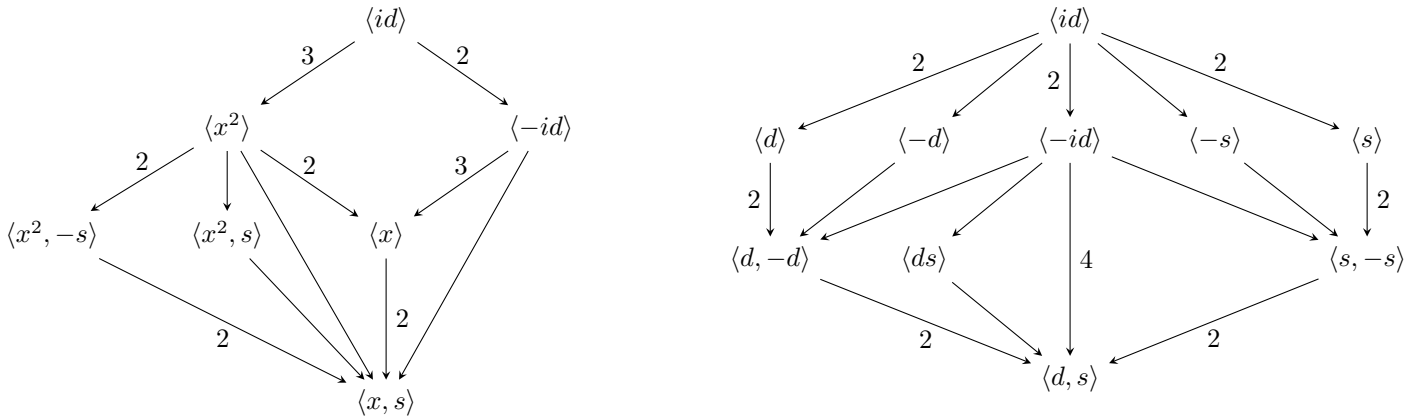 ⟨id⟩ ⟨id⟩
3 2 2 2 2
⟨x²⟩ ⟨−id⟩ ⟨d⟩ ⟨−d⟩ ⟨−id⟩ ⟨−s⟩ ⟨s⟩
2 2 3 2 2
⟨x², −s⟩ ⟨x², s⟩ ⟨x⟩ ⟨d, −d⟩ ⟨ds⟩ 4 ⟨s, −s⟩
2 2 2 2
⟨x, s⟩ ⟨d, s⟩